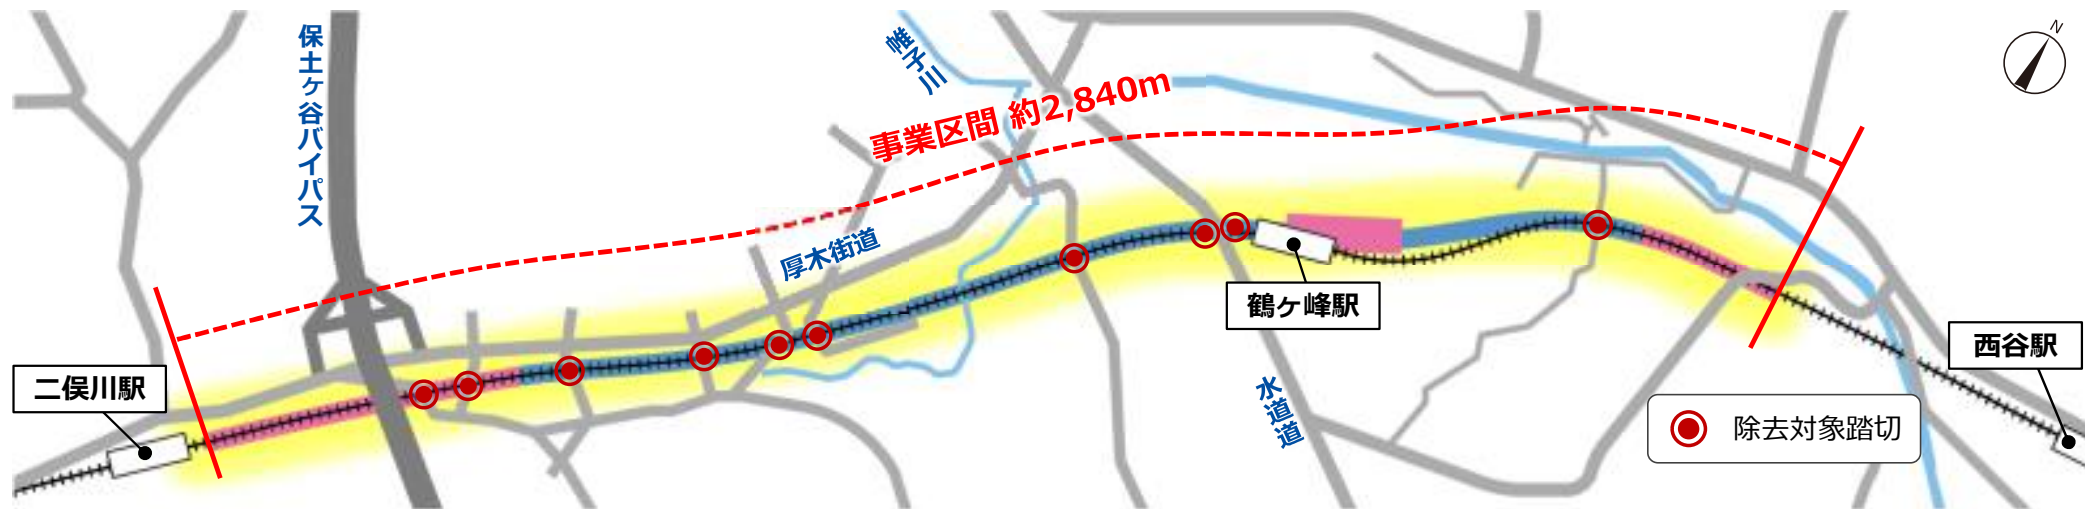 保土ヶ谷バイパス
帷子川
N
事業区間 約2,840m
厚木街道
鶴ヶ峰駅
西谷駅
二俣川駅
水道道
除去対象踏切